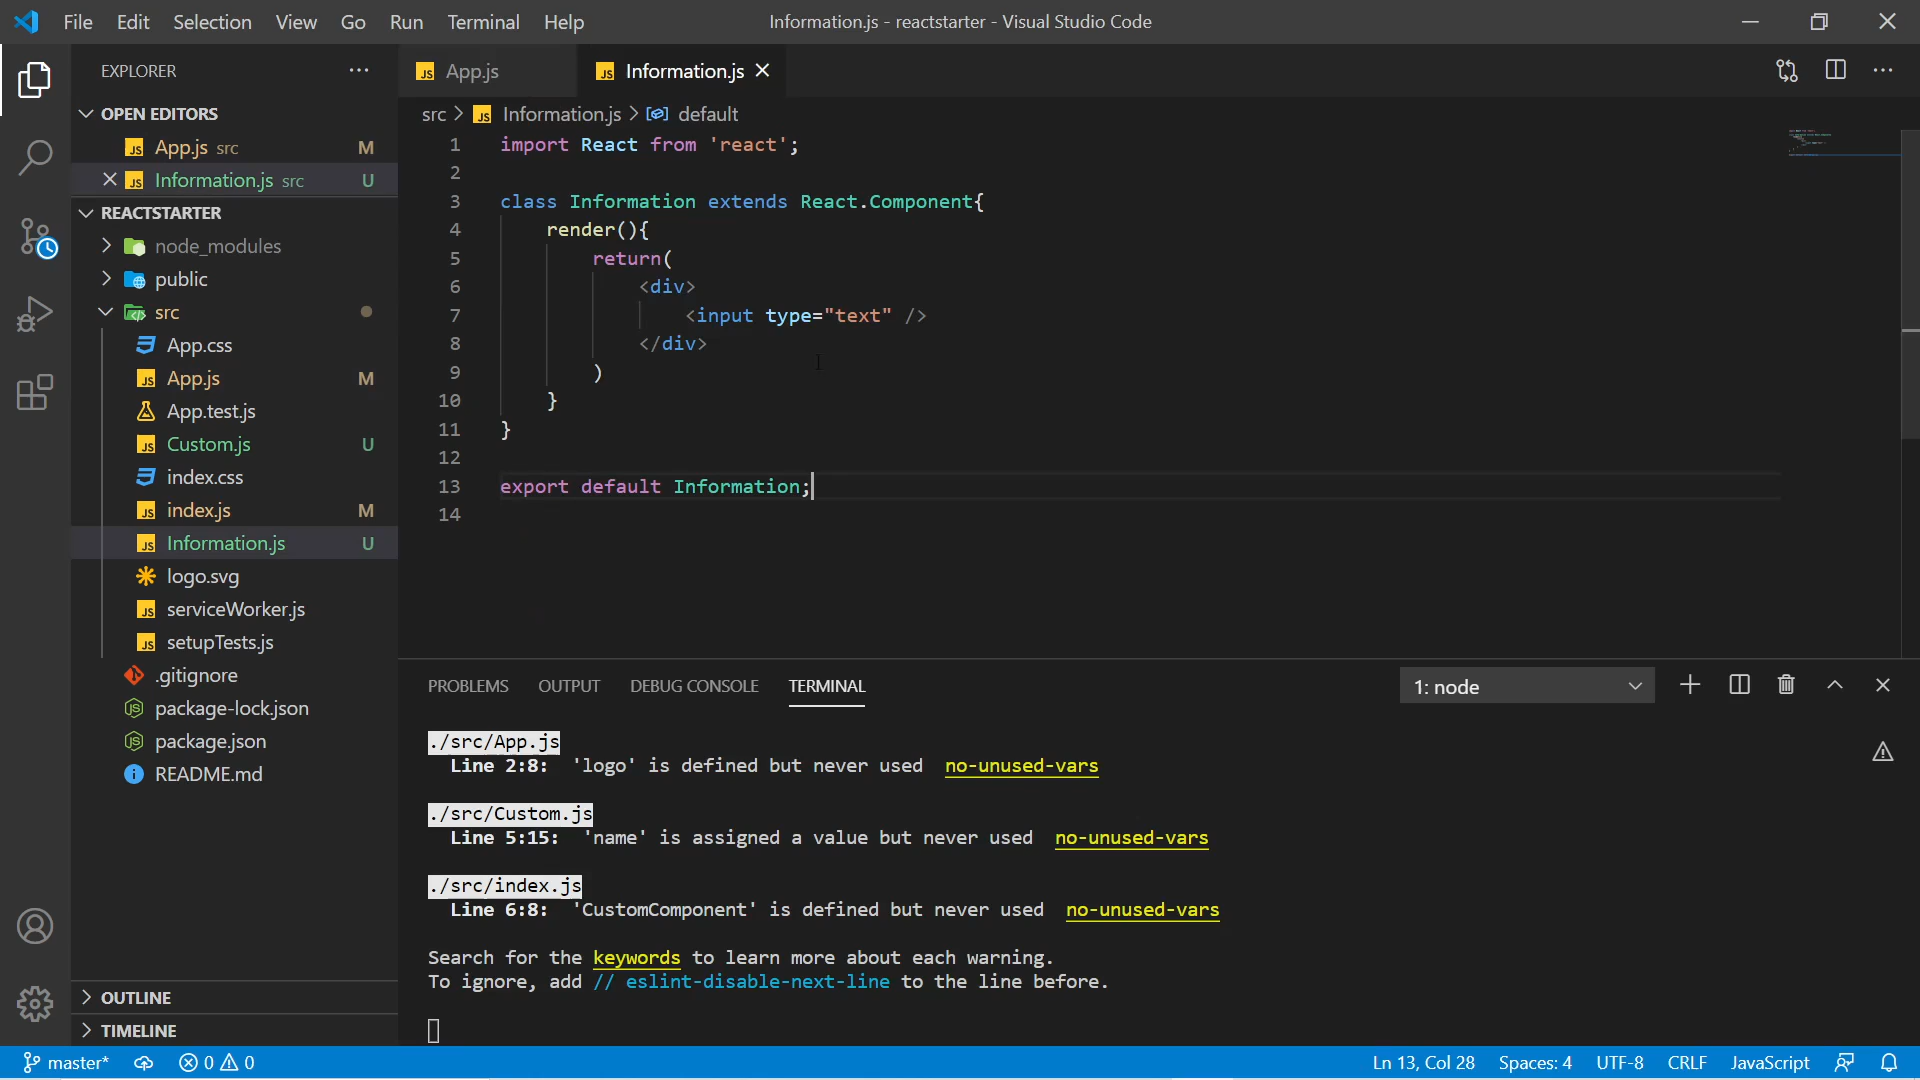 File Edit Selection View Go Run Terminal Help Information.js - reactstarter - Visual Studio Code
EXPLORER
OPEN EDITORS
App.js src M
Information.js src U
REACTSTARTER
node_modules
public
src
App.css
App.js M
App.test.js
Custom.js U
index.css
index.js M
Information.js U
logo.svg
serviceWorker.js
setupTests.js
.gitignore
package-lock.json
package.json
README.md
OUTLINE
TIMELINE
App.js Information.js
src > Information.js > default
1 import React from 'react';
2
3 class Information extends React.Component{
4 render(){
5 return(
6 <div>
7 <input type="text" />
8 </div>
9 )
10 }
11 }
12
13 export default Information;
14
PROBLEMS OUTPUT DEBUG CONSOLE TERMINAL 1: node
./src/App.js
Line 2:8: 'logo' is defined but never used no-unused-vars
./src/Custom.js
Line 5:15: 'name' is assigned a value but never used no-unused-vars
./src/index.js
Line 6:8: 'CustomComponent' is defined but never used no-unused-vars
Search for the keywords to learn more about each warning.
To ignore, add // eslint-disable-next-line to the line before.
master* 0 0 Ln 13, Col 28 Spaces: 4 UTF-8 CRLF JavaScript